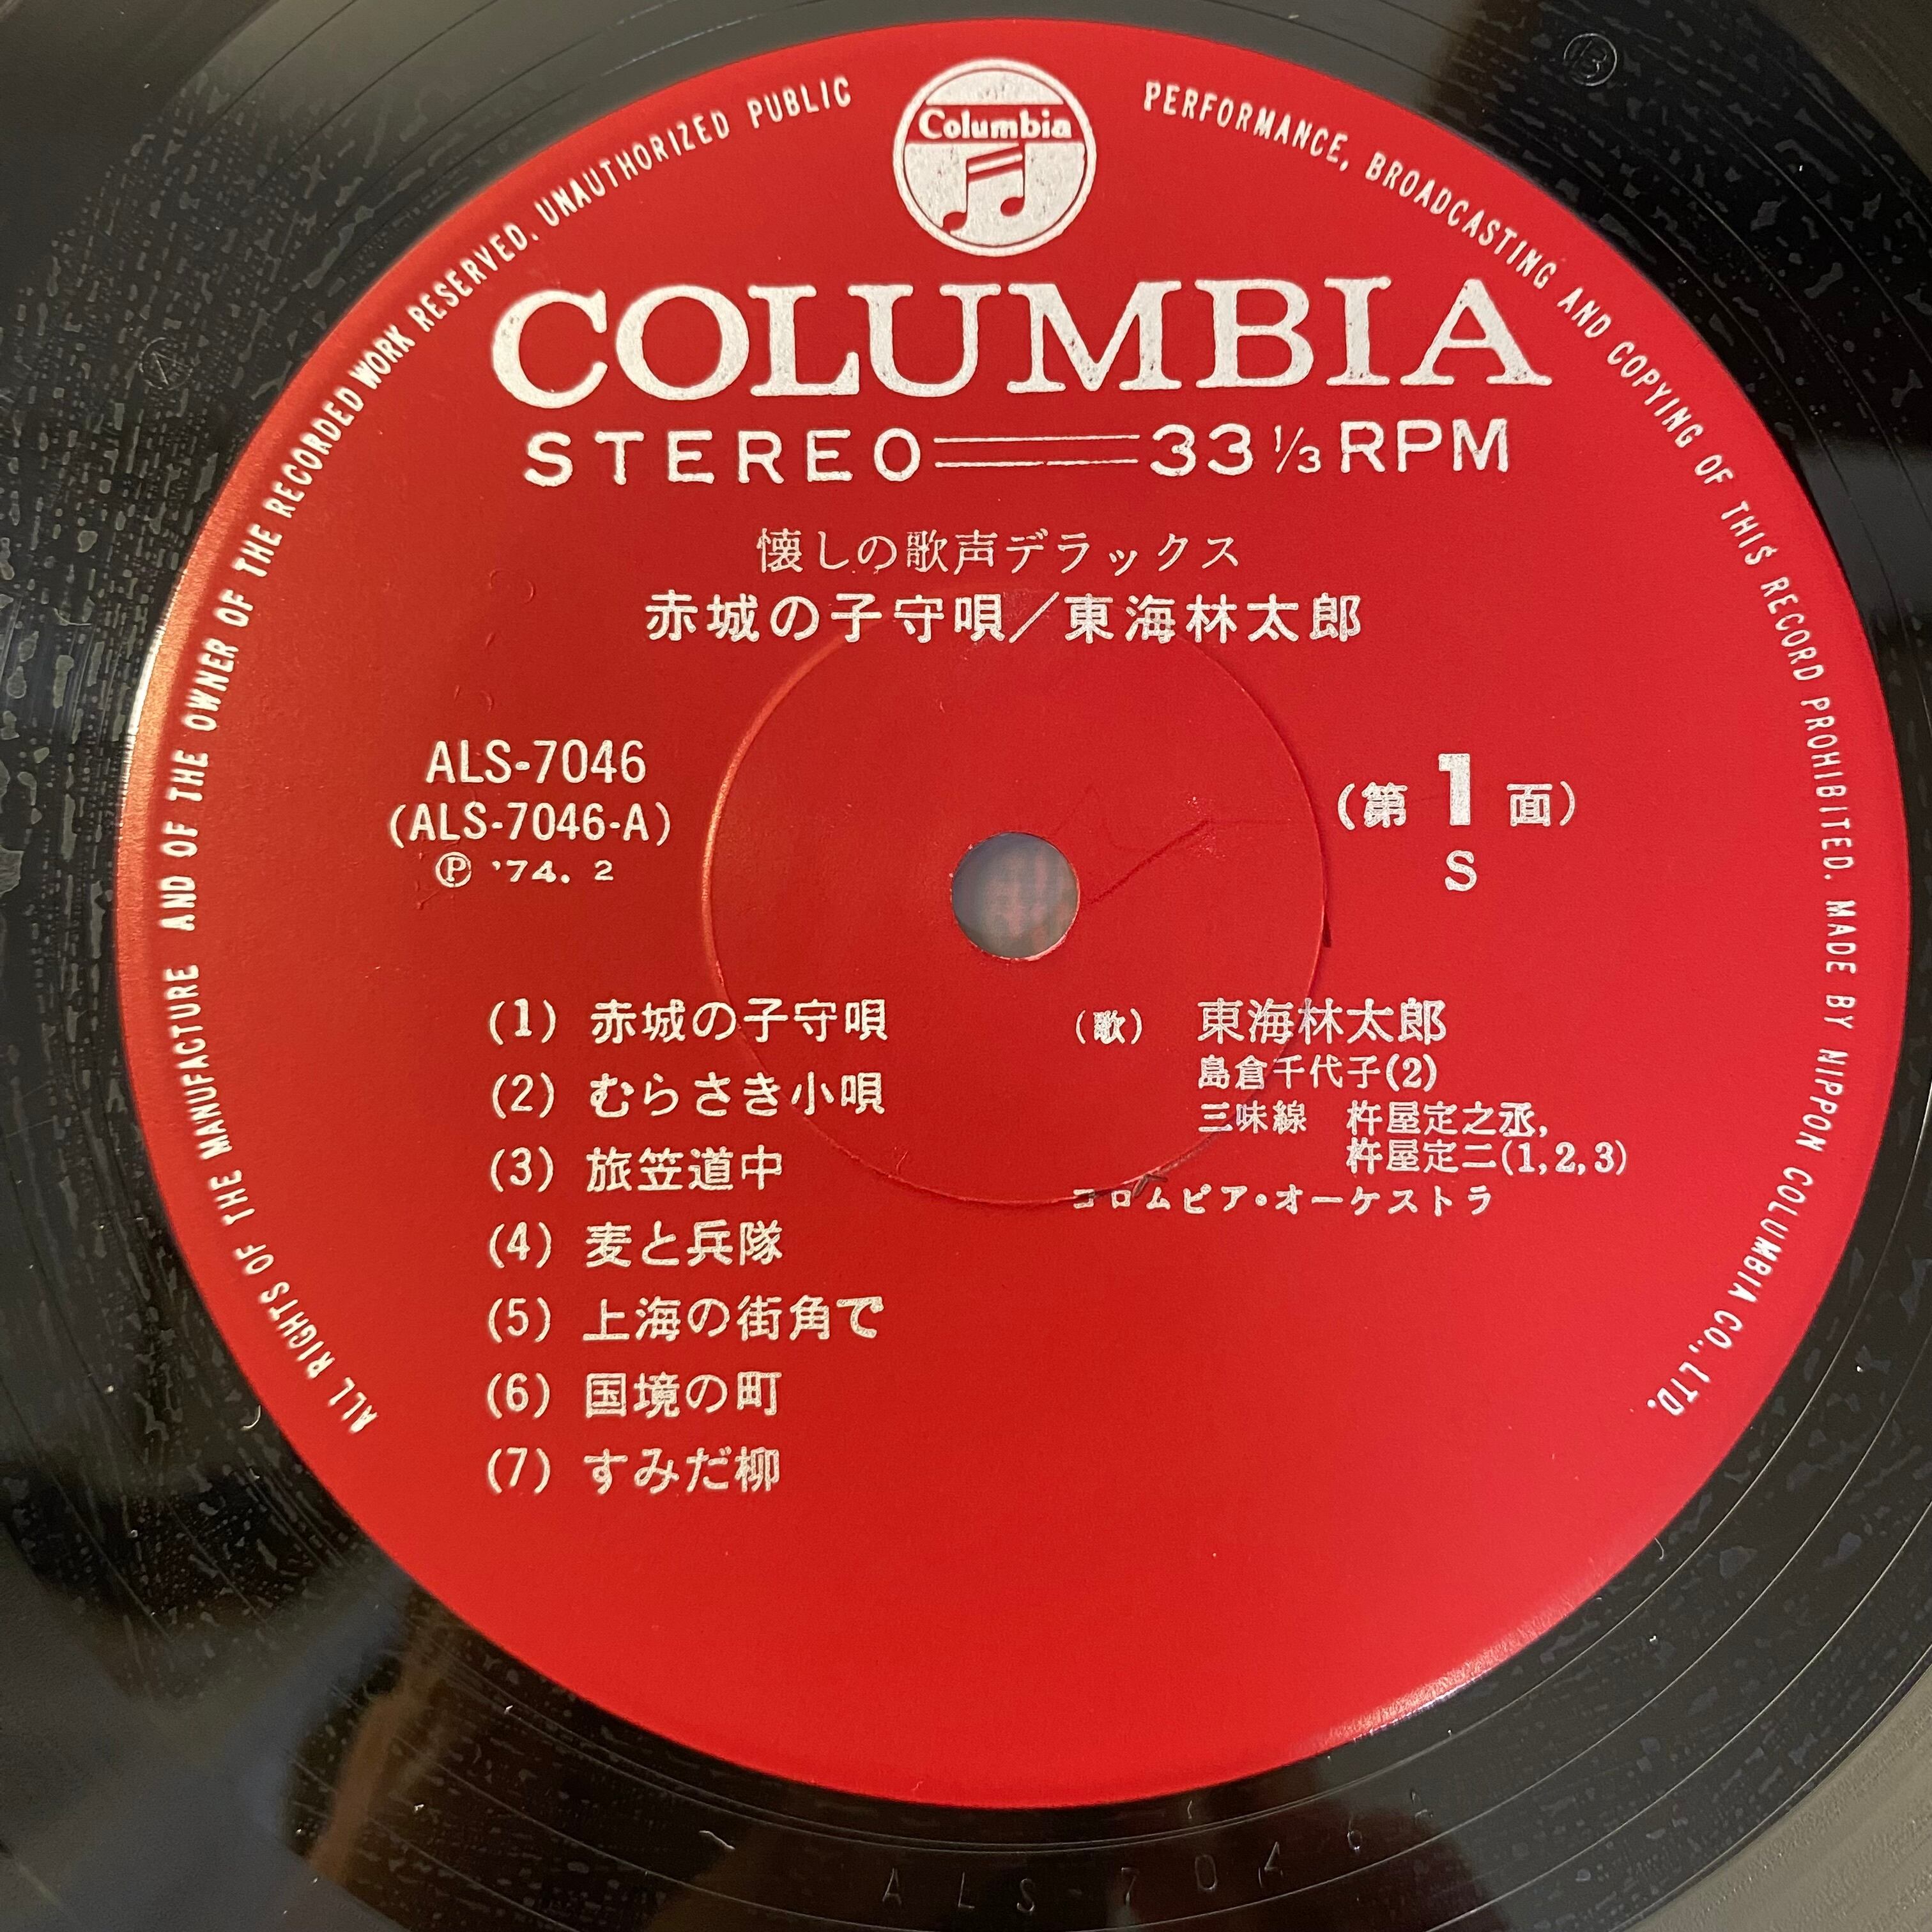 Columbia
ALL RIGHTS OF THE MANUFACTURE AND OF THE OWNER OF THE RECORDED WORK RESERVED. UNAUTHORIZED PUBLIC PERFORMANCE, BROADCASTING AND COPYING OF THIS RECORD PROHIBITED. MADE BY NIPPON COLUMBIA CO., LTD.
COLUMBIA
STEREO 33 1/3 RPM
懐しの歌声デラックス
赤城の子守唄／東海林太郎
ALS-7046
(ALS-7046-A)
Ⓟ '74. 2
(第 1 面)
S
(1) 赤城の子守唄
(2) むらさき小唄
(3) 旅笠道中
(4) 麦と兵隊
(5) 上海の街角で
(6) 国境の町
(7) すみだ柳
(歌) 東海林太郎
島倉千代子(2)
三味線 杵屋定之丞,
杵屋定二(1,2,3)
コロムビア・オーケストラ
ALS-7046